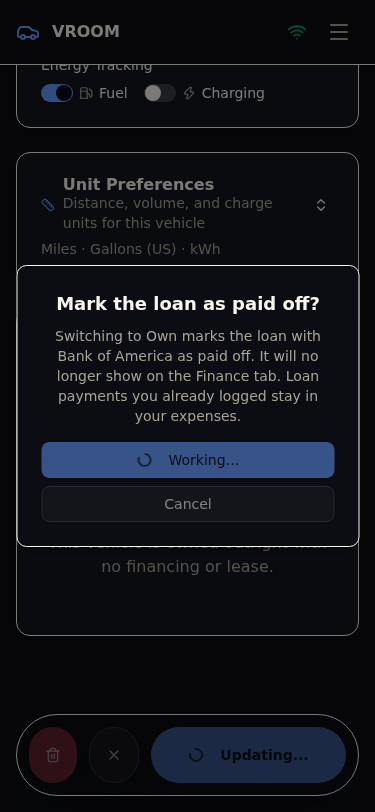 VROOM
Energy Tracking
Fuel
Charging
Unit Preferences
Distance, volume, and charge
units for this vehicle
Miles · Gallons (US) · kWh
Mark the loan as paid off?
Switching to Own marks the loan with
Bank of America as paid off. It will no
longer show on the Finance tab. Loan
payments you already logged stay in
your expenses.
Working...
Cancel
no financing or lease.
Updating...